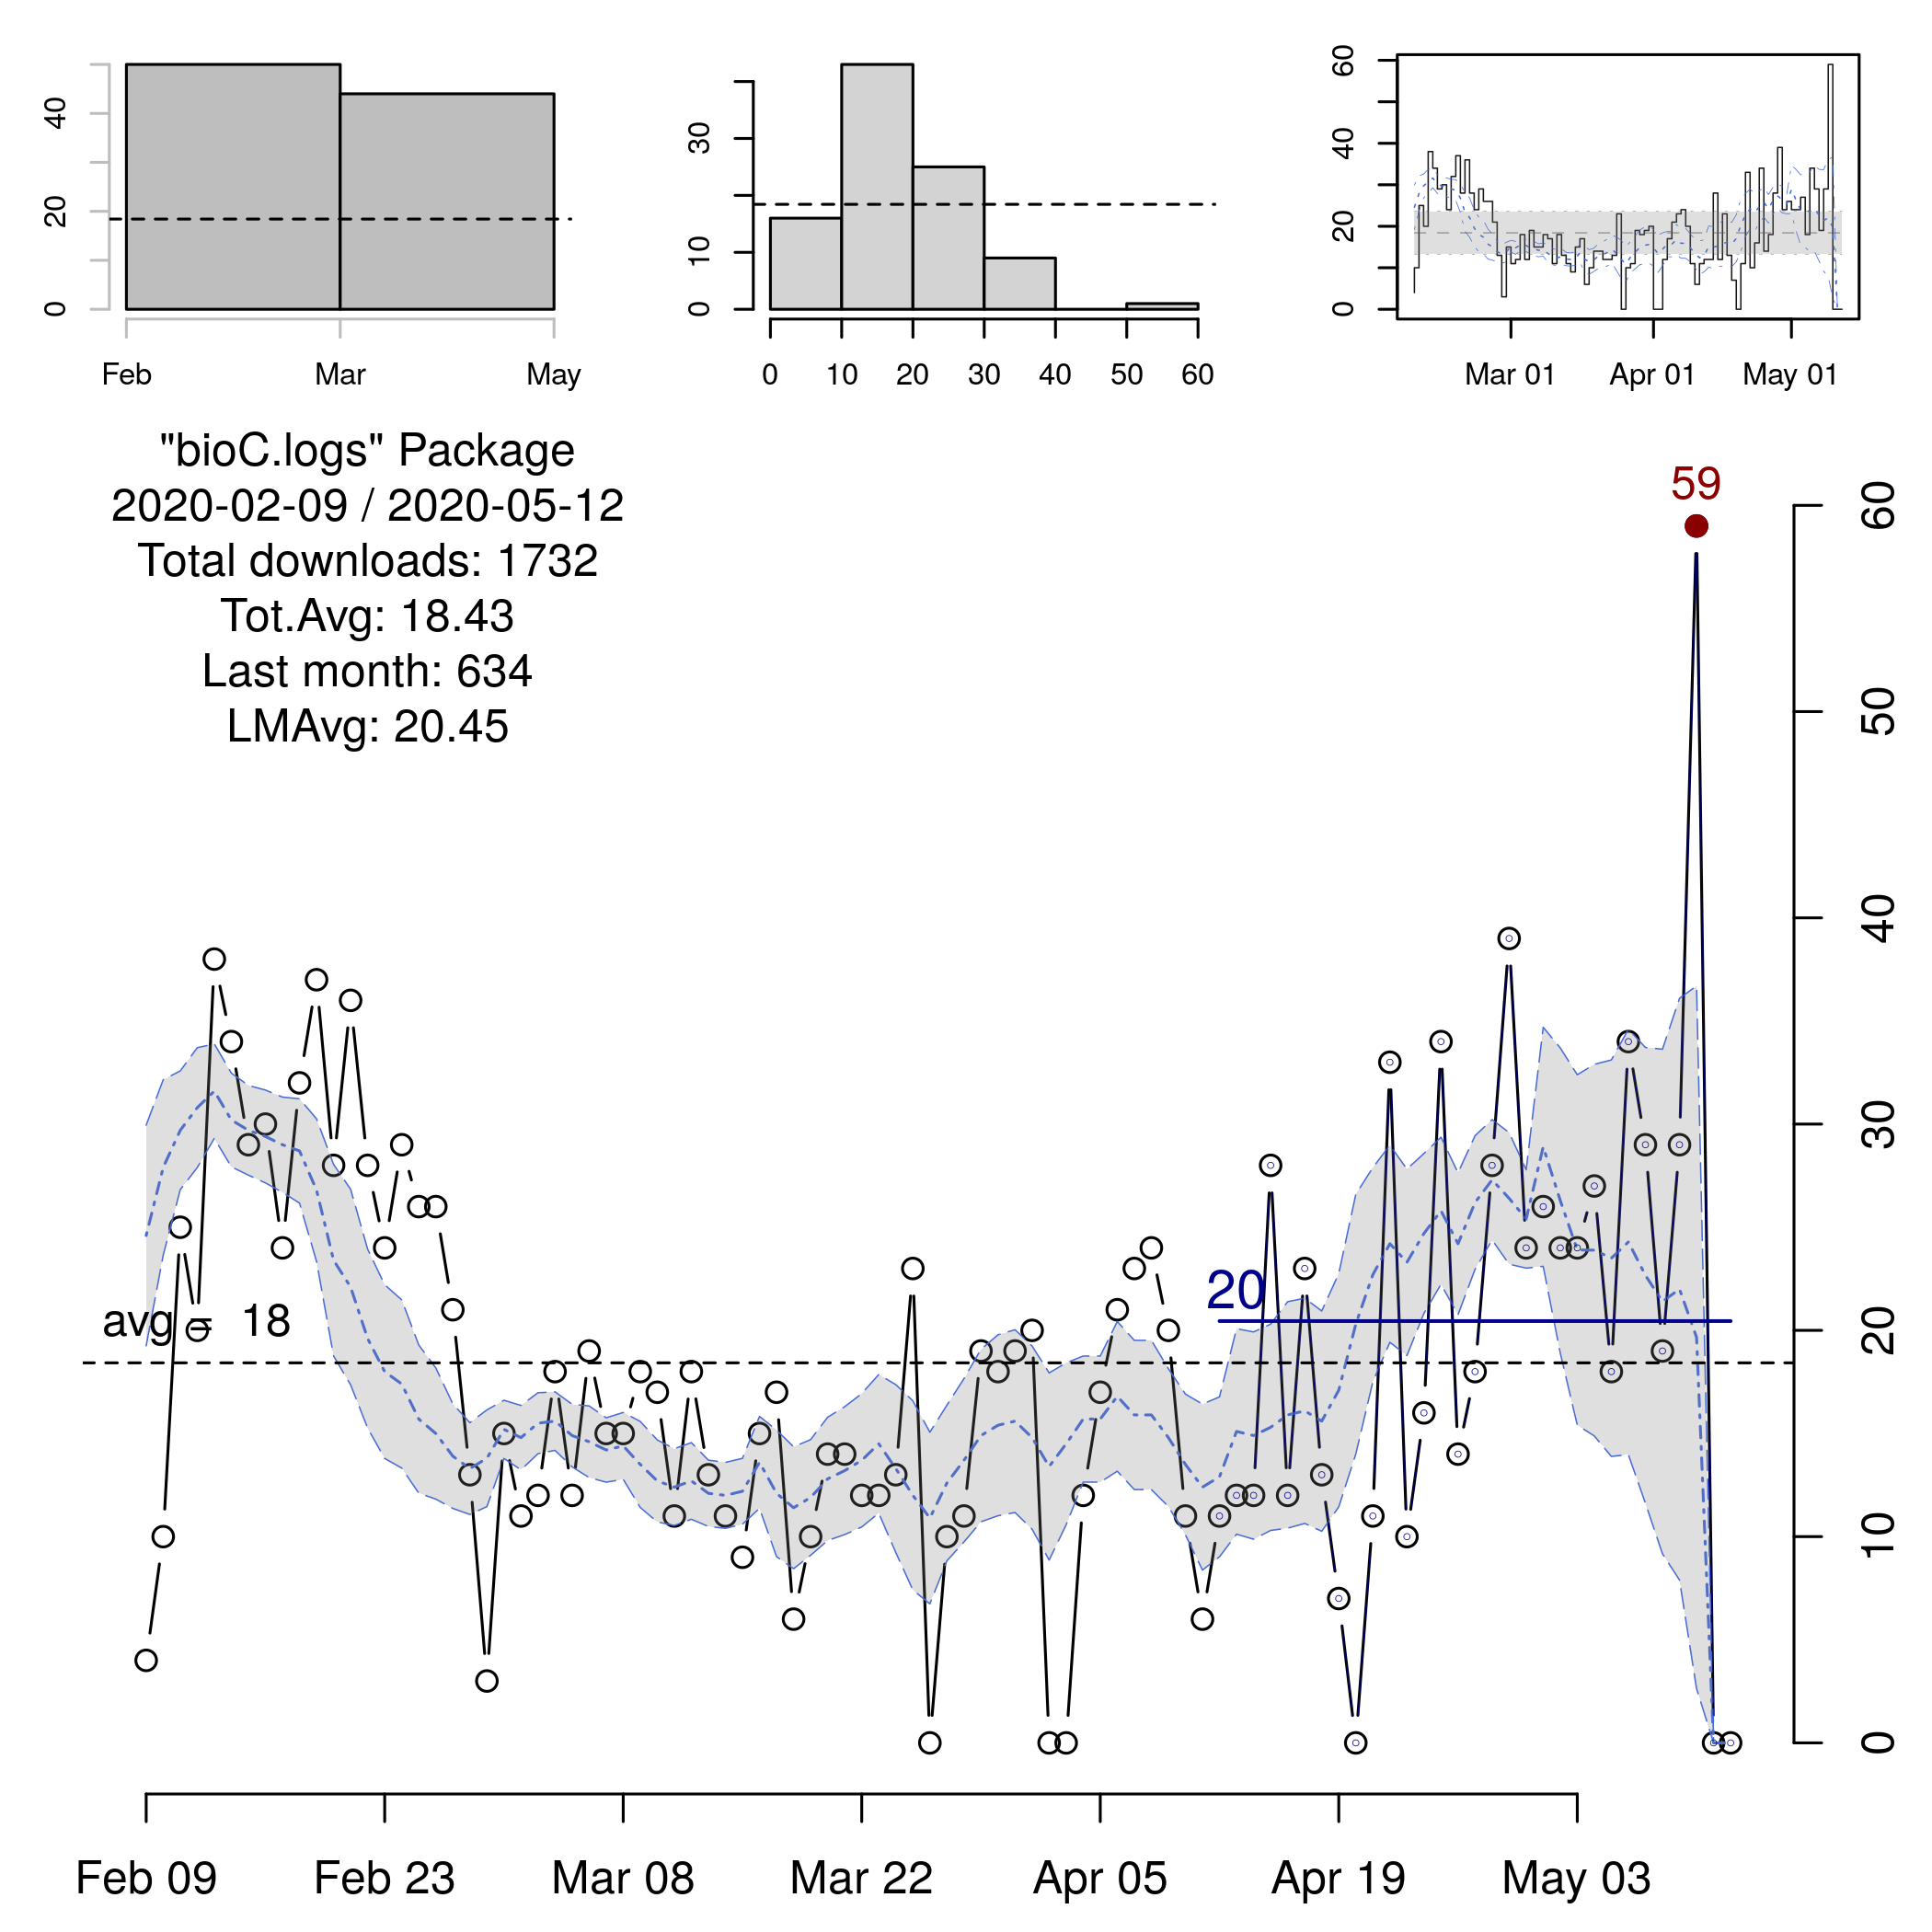 0 20 40
Feb Mar May
0 10 30
0 10 20 30 40 50 60
0 20 40 60
Mar 01 Apr 01 May 01
"bioC.logs" Package
2020-02-09 / 2020-05-12
Total downloads: 1732
Tot.Avg: 18.43
Last month: 634
LMAvg: 20.45
59
avg = 18
20
0 10 20 30 40 50 60
Feb 09 Feb 23 Mar 08 Mar 22 Apr 05 Apr 19 May 03